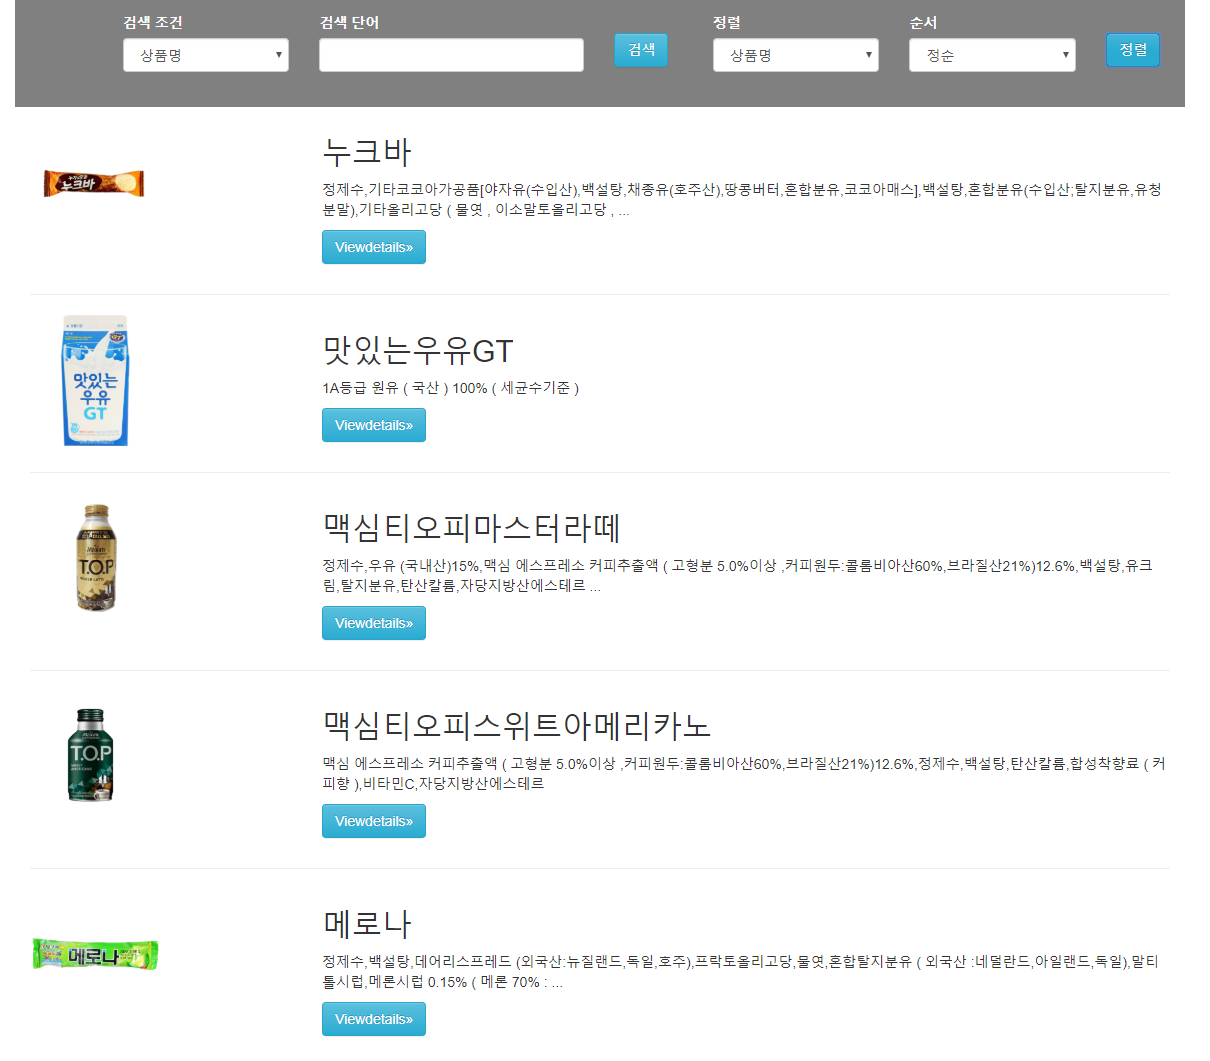 검색 조건
검색 단어
정렬
순서
상품명
검색
상품명
정순
정렬
누크바
누크바
정제수,기타코코아가공품[야자유(수입산),백설탕,채종유(호주산),땅콩버터,혼합분유,코코아매스],백설탕,혼합분유(수입산;탈지분유,유청
분말),기타올리고당 ( 물엿 , 이소말토올리고당 , ...
Viewdetails»
맛있는
우유
GT
맛있는우유GT
1A등급 원유 ( 국산 ) 100% ( 세균수기준 )
Viewdetails»
T.O.P
맥심티오피마스터라떼
정제수,우유 (국내산)15%,맥심 에스프레소 커피추출액 ( 고형분 5.0%이상 ,커피원두:콜롬비아산60%,브라질산21%)12.6%,백설탕,유크
림,탈지분유,탄산칼륨,자당지방산에스테르 ...
Viewdetails»
T.O.P
맥심티오피스위트아메리카노
맥심 에스프레소 커피추출액 ( 고형분 5.0%이상 ,커피원두:콜롬비아산60%,브라질산21%)12.6%,정제수,백설탕,탄산칼륨,합성착향료 ( 커
피향 ),비타민C,자당지방산에스테르
Viewdetails»
메로나
메로나
정제수,백설탕,데어리스프레드 (외국산:뉴질랜드,독일,호주),프락토올리고당,물엿,혼합탈지분유 ( 외국산 :네덜란드,아일랜드,독일),말티
톨시럽,메론시럽 0.15% ( 메론 70% : ...
Viewdetails»